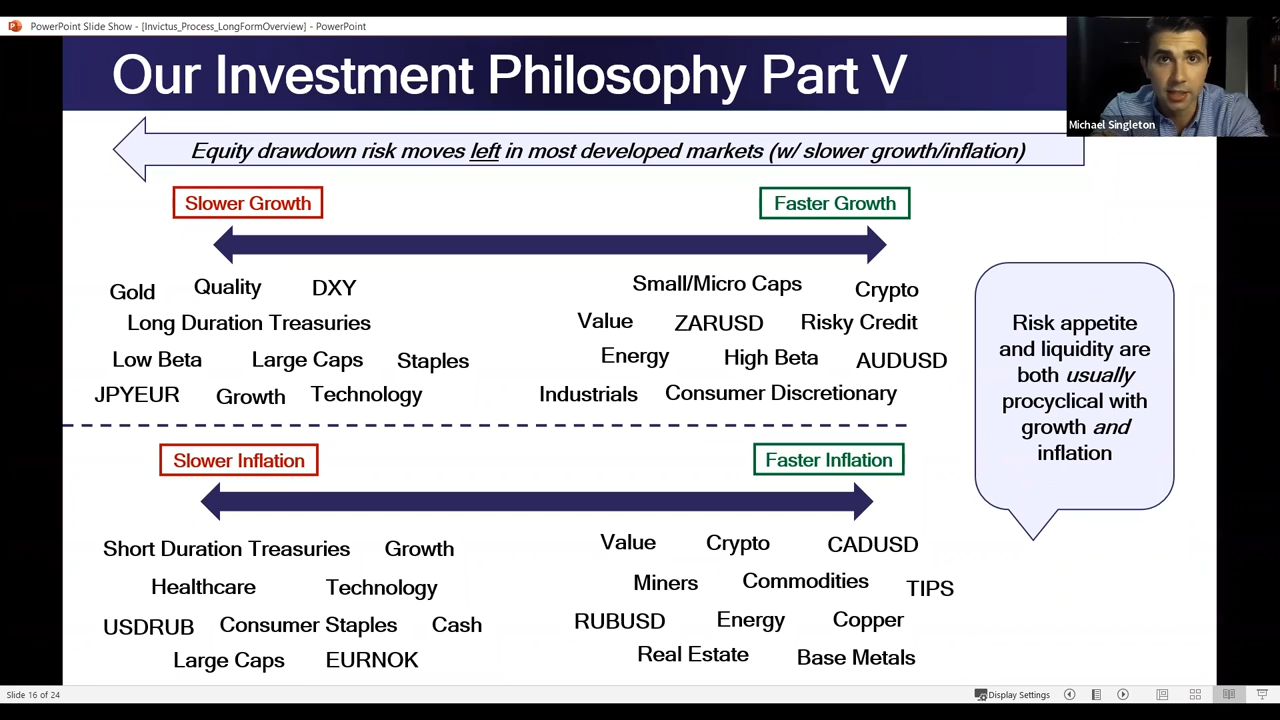 PowerPoint Slide Show - [Invictus_Process_LongFormOverview] - PowerPoint
Our Investment Philosophy Part V
Michael Singleton
Equity drawdown risk moves left in most developed markets (w/ slower growth/inflation)
Slower Growth
Faster Growth
Gold Quality DXY
Long Duration Treasuries
Low Beta Large Caps Staples
JPYEUR Growth Technology
Small/Micro Caps Crypto
Value ZARUSD Risky Credit
Energy High Beta AUDUSD
Industrials Consumer Discretionary
Risk appetite
and liquidity are
both usually
procyclical with
growth and
inflation
Slower Inflation
Faster Inflation
Short Duration Treasuries Growth
Healthcare Technology
USDRUB Consumer Staples Cash
Large Caps EURNOK
Value Crypto CADUSD
Miners Commodities TIPS
RUBUSD Energy Copper
Real Estate Base Metals
Slide 16 of 24
Display Settings